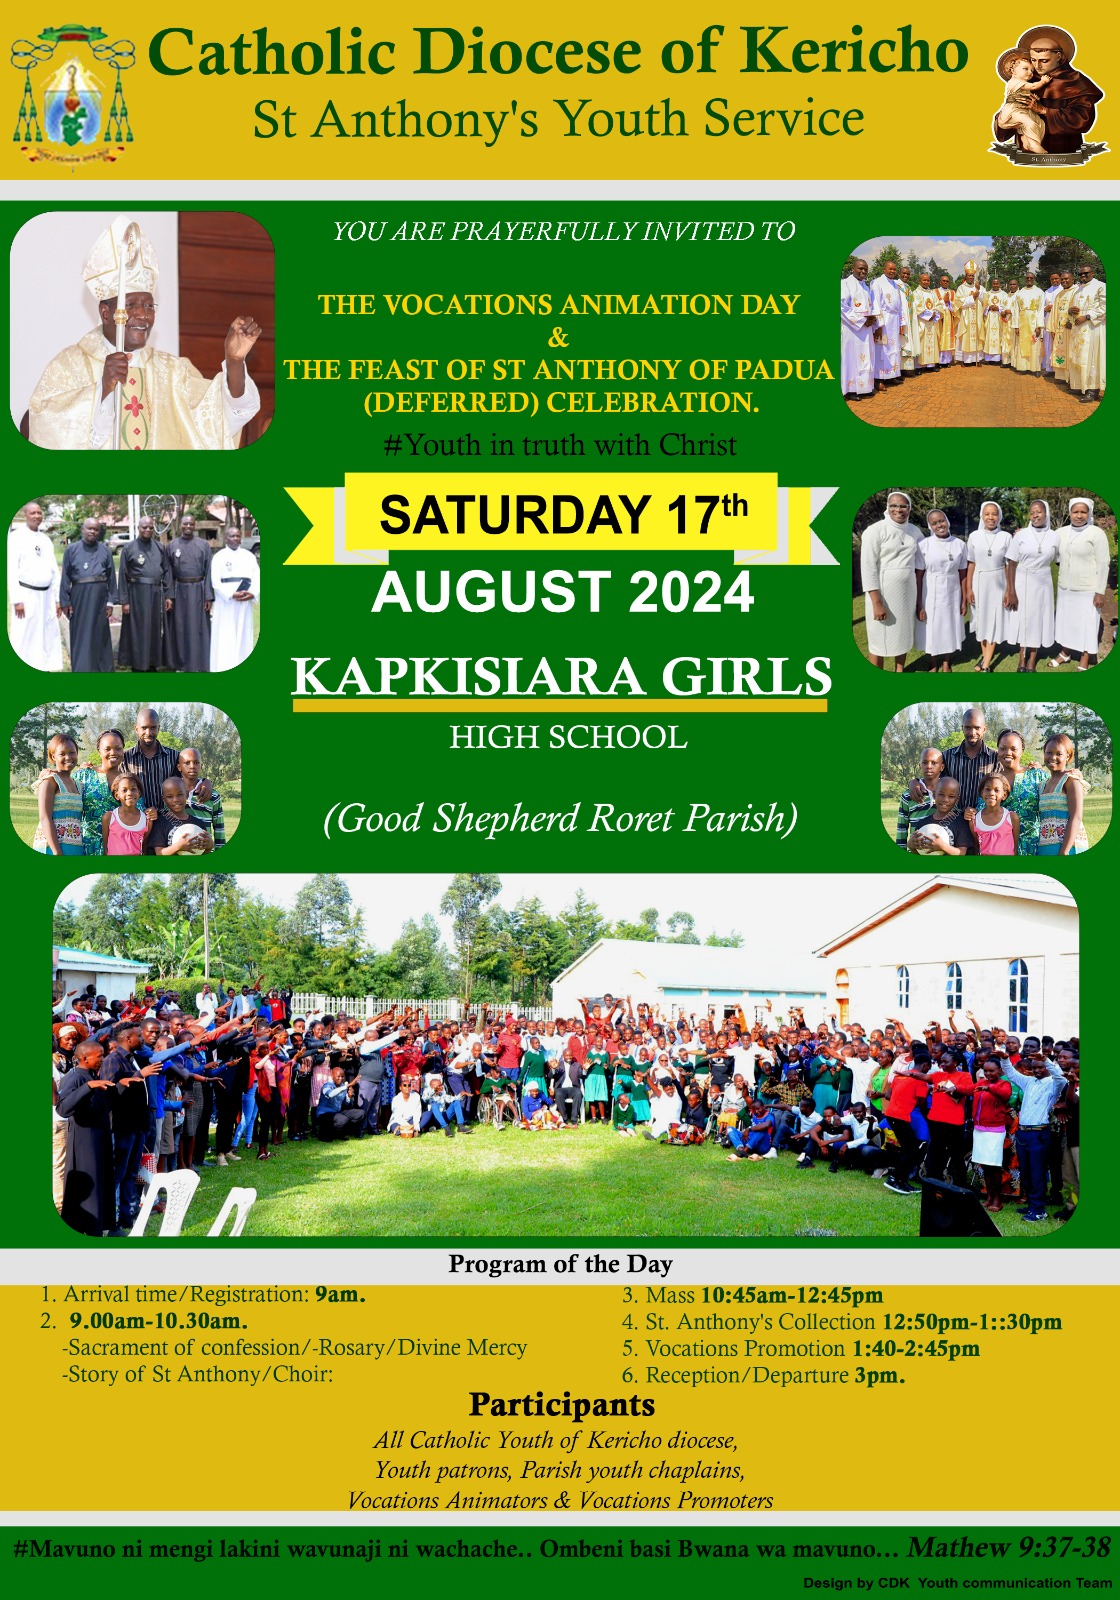 Catholic Diocese of Kericho
St Anthony's Youth Service
St. Anthony
YOU ARE PRAYERFULLY INVITED TO
THE VOCATIONS ANIMATION DAY
&
THE FEAST OF ST ANTHONY OF PADUA
(DEFERRED) CELEBRATION.
#Youth in truth with Christ
SATURDAY 17th
AUGUST 2024
KAPKISIARA GIRLS
HIGH SCHOOL
(Good Shepherd Roret Parish)
Program of the Day
1. Arrival time/Registration: 9am.
2. 9.00am-10.30am.
-Sacrament of confession/-Rosary/Divine Mercy
-Story of St Anthony/Choir:
3. Mass 10:45am-12:45pm
4. St. Anthony's Collection 12:50pm-1::30pm
5. Vocations Promotion 1:40-2:45pm
6. Reception/Departure 3pm.
Participants
All Catholic Youth of Kericho diocese,
Youth patrons, Parish youth chaplains,
Vocations Animators & Vocations Promoters
#Mavuno ni mengi lakini wavunaji ni wachache.. Ombeni basi Bwana wa mavuno... Mathew 9:37-38
Design by CDK Youth communication Team